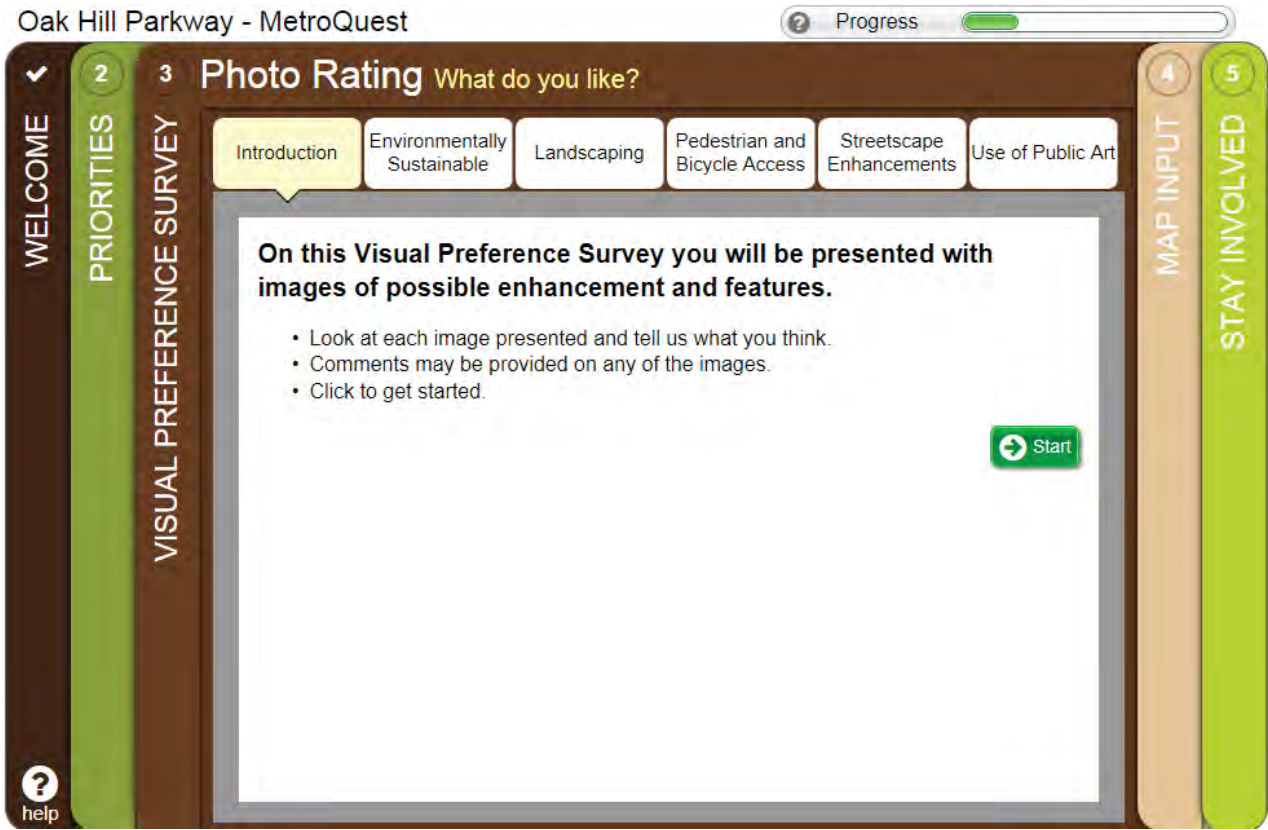 Oak Hill Parkway - MetroQuest
Progress
WELCOME
2
PRIORITIES
3
VISUAL PREFERENCE SURVEY
Photo Rating What do you like?
Introduction
Environmentally
Sustainable
Landscaping
Pedestrian and
Bicycle Access
Streetscape
Enhancements
Use of Public Art
On this Visual Preference Survey you will be presented with
images of possible enhancement and features.
• Look at each image presented and tell us what you think.
• Comments may be provided on any of the images.
• Click to get started.
Start
4
MAP INPUT
5
STAY INVOLVED
?
help